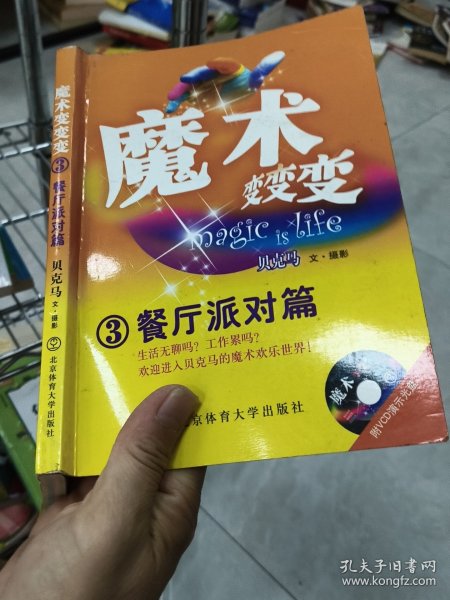 魔术变变变
③
餐厅派对篇
贝克马
文·摄影
北京体育大学出版社
魔术
变变变
magic is life
贝克马 文·摄影
③餐厅派对篇
生活无聊吗？工作累吗？
欢迎进入贝克马的魔术欢乐世界！
京体育大学出版社
魔术
附VCD演示光盘
孔夫子旧书网
www.kongfz.com